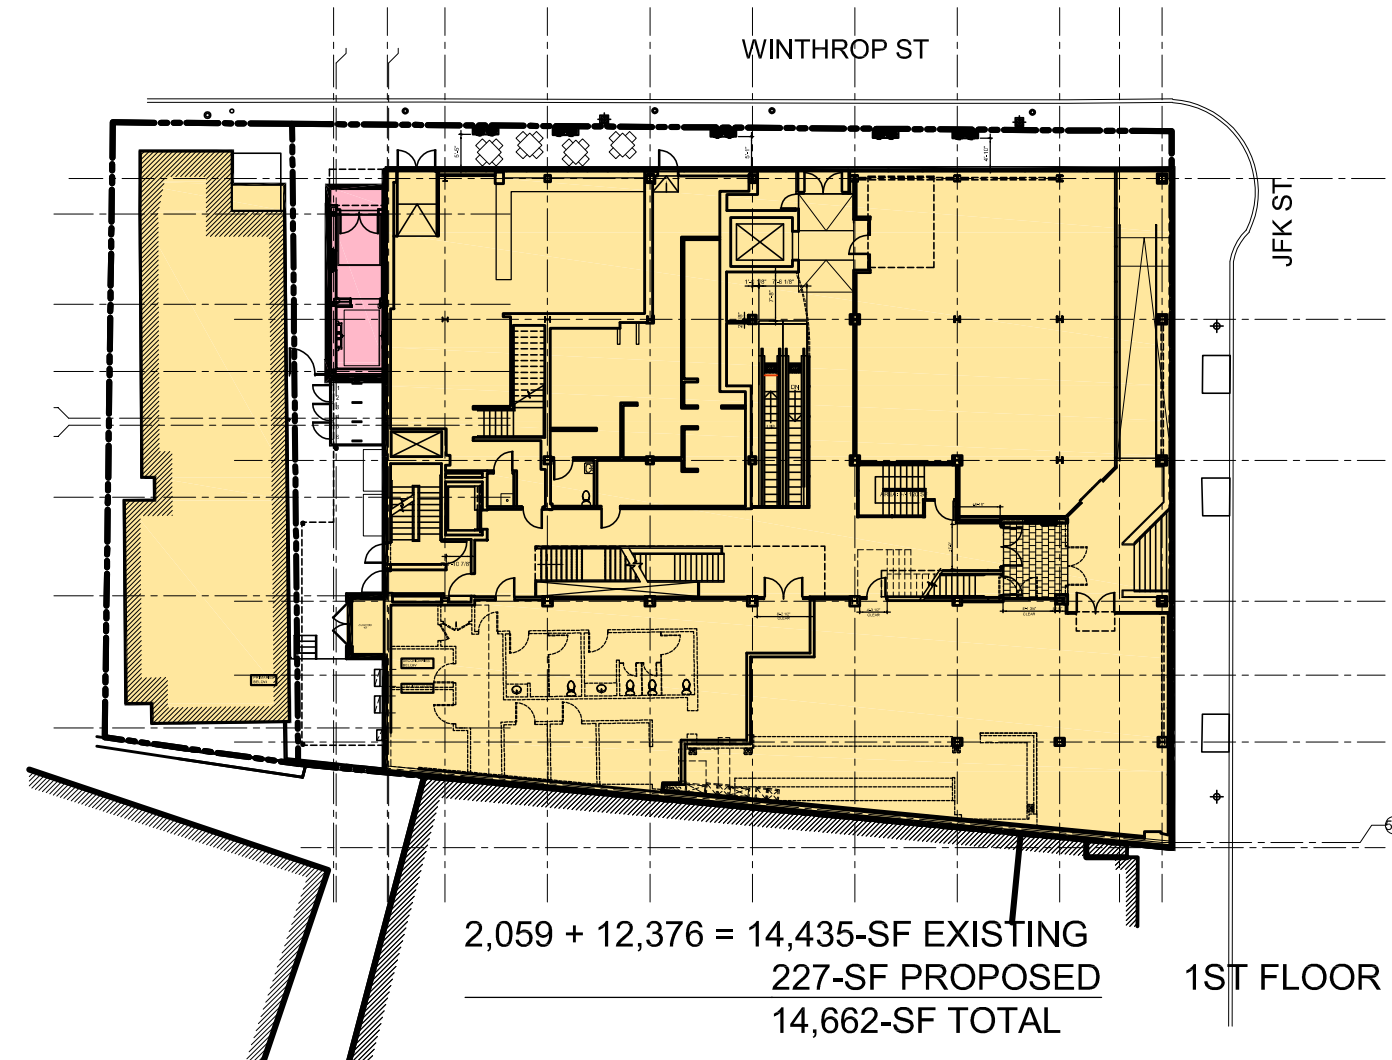 WINTHROP ST
JFK ST
DN
2,059 + 12,376 = 14,435-SF EXISTING
227-SF PROPOSED
1ST FLOOR
14,662-SF TOTAL